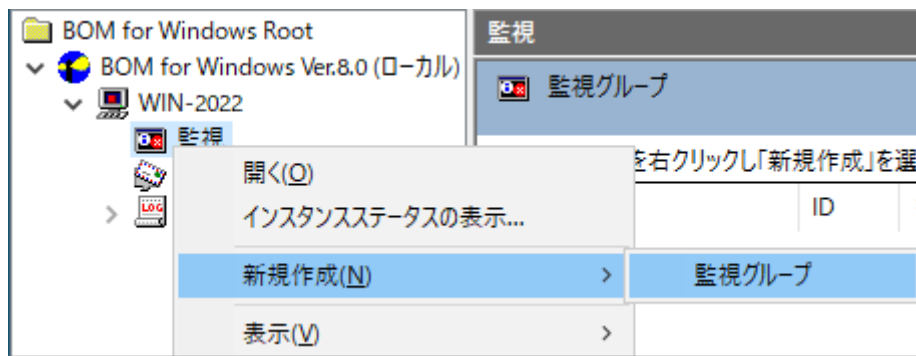 BOM for Windows Root
BOM for Windows Ver.8.0 (ローカル)
WIN-2022
監視
LOG
監視
監視グループ
を右クリックし「新規作成」を選
ID
開く(O)
インスタンスステータスの表示...
新規作成(N)
監視グループ
表示(V)